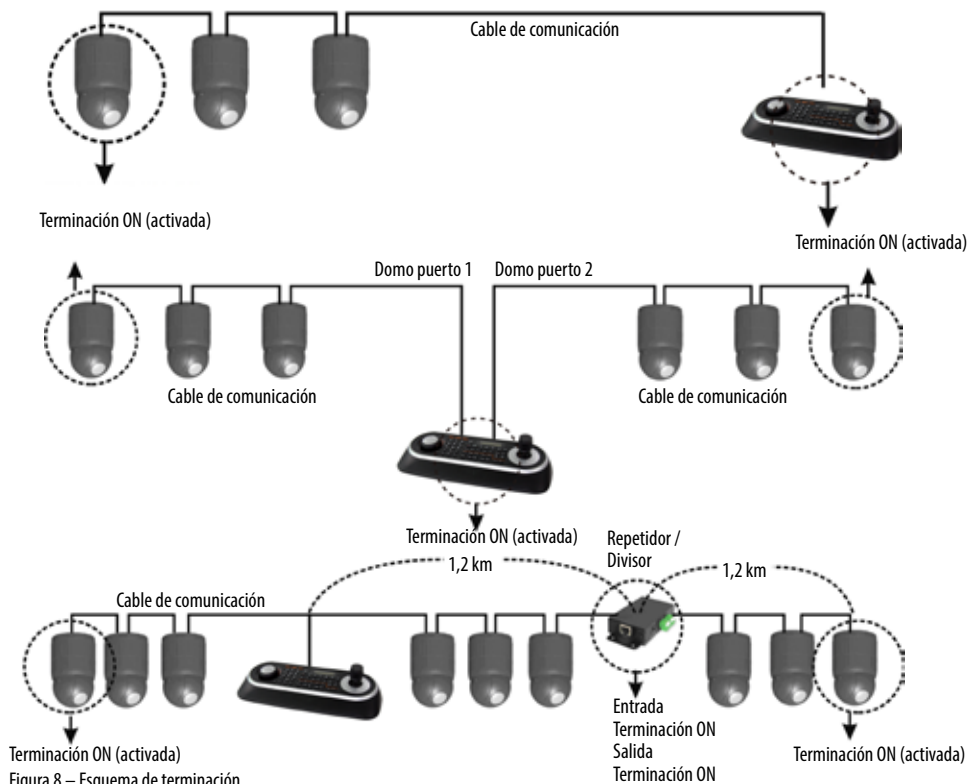 Cable de comunicación
Terminación ON (activada)
Terminación ON (activada)
Domo puerto 1
Domo puerto 2
Cable de comunicación
Cable de comunicación
Terminación ON (activada)
Repetidor /
Divisor
1,2 km
1,2 km
Cable de comunicación
Entrada
Terminación ON
Salida
Terminación ON
Terminación ON (activada)
Terminación ON (activada)
Figura 8 – Esquema de terminación